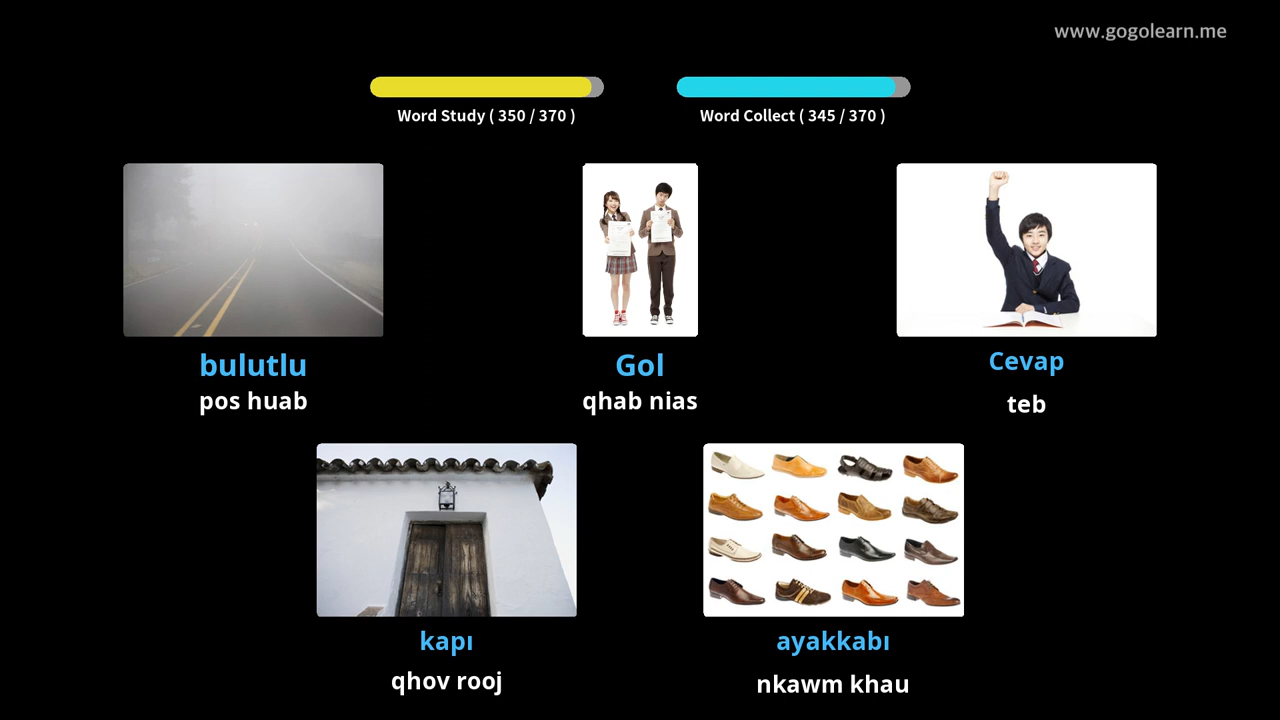 www.gogolearn.me
Word Study ( 350 / 370 )
Word Collect ( 345 / 370 )
bulutlu
pos huab
Gol
qhab nias
Cevap
teb
kapı
qhov rooj
ayakkabı
nkawm khau